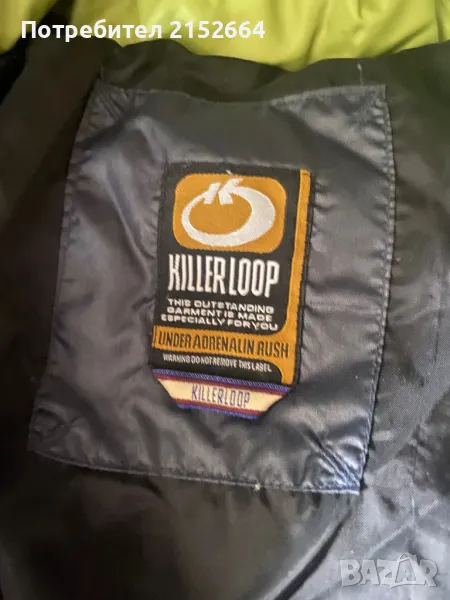 Потребител 2152664
KILLER LOOP
THIS OUTSTANDING
GARMENT IS MADE
ESPECIALLY FOR YOU
UNDER ADRENALIN RUSH
WARNING DO NOT REMOVE THIS LABEL
KILLERLOOP
BAZAR